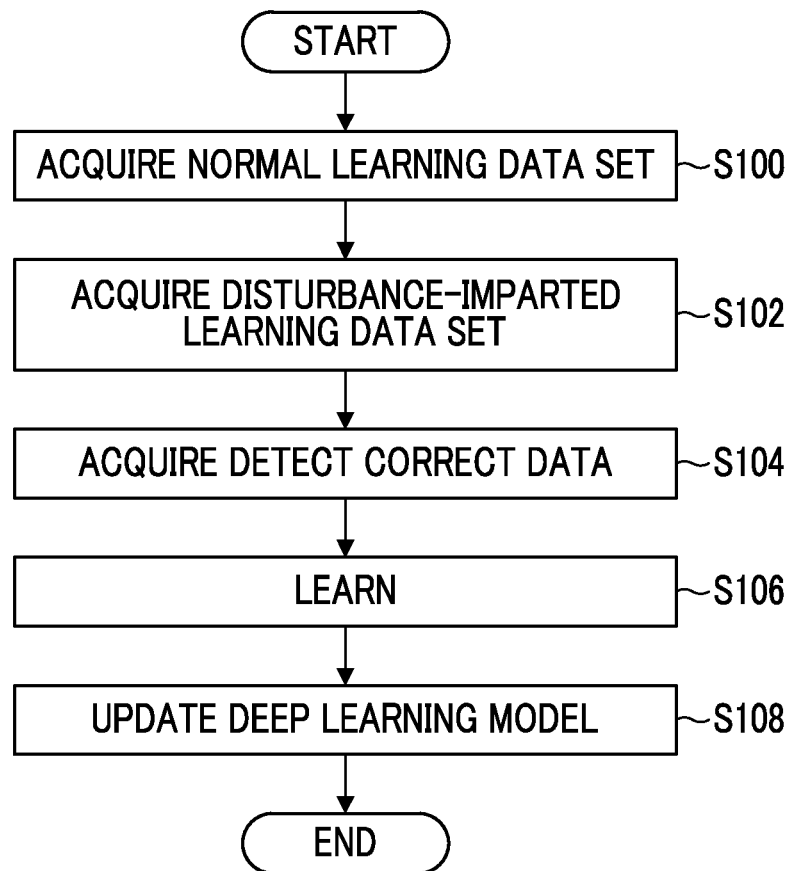 START
ACQUIRE NORMAL LEARNING DATA SET
S100
ACQUIRE DISTURBANCE-IMPARTED
LEARNING DATA SET
S102
ACQUIRE DETECT CORRECT DATA
S104
LEARN
S106
UPDATE DEEP LEARNING MODEL
S108
END